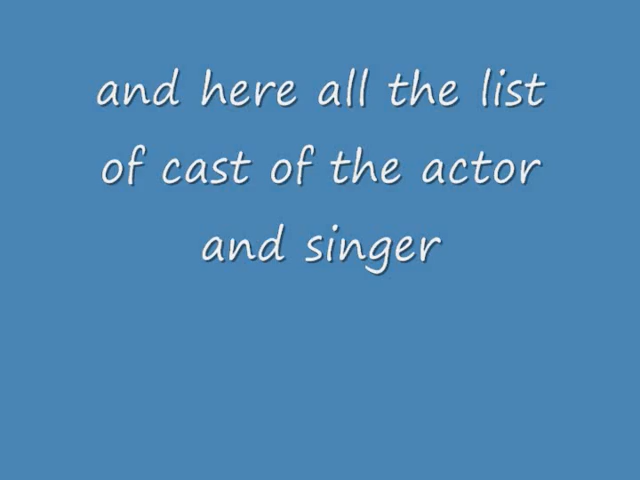 and here all the list
of cast of the actor
and singer